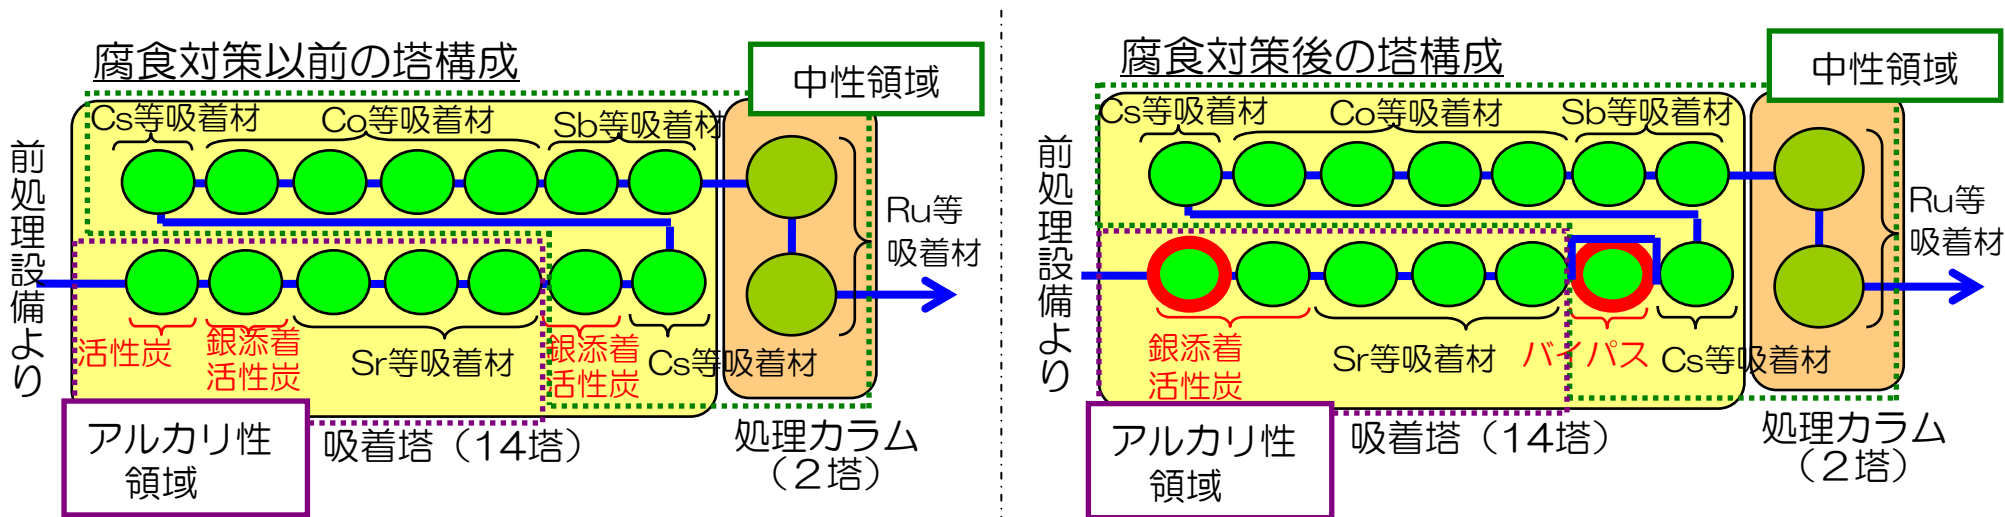 腐食対策以前の塔構成
中性領域
Cs等吸着材
Co等吸着材
Sb等吸着材
前処理設備より
Ru等
吸着材
活性炭
銀添着
活性炭
Sr等吸着材
銀添着
活性炭
Cs等吸着材
アルカリ性
領域
吸着塔（14塔）
処理カラム
（２塔）
腐食対策後の塔構成
中性領域
Cs等吸着材
Co等吸着材
Sb等吸着材
前処理設備より
Ru等
吸着材
銀添着
活性炭
Sr等吸着材
バイパス
Cs等吸着材
アルカリ性
領域
吸着塔（14塔）
処理カラム
（２塔）